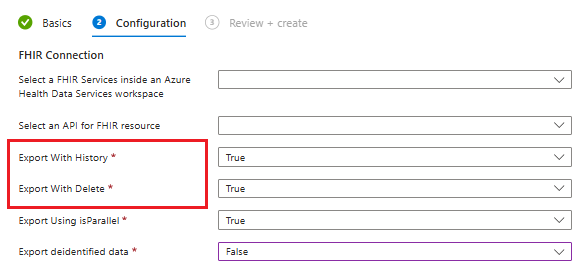 Basics 2 Configuration 3 Review + create
FHIR Connection
Select a FHIR Services inside an Azure
Health Data Services workspace
Select an API for FHIR resource
Export With History * True
Export With Delete * True
Export Using isParallel * True
Export deidentified data * False